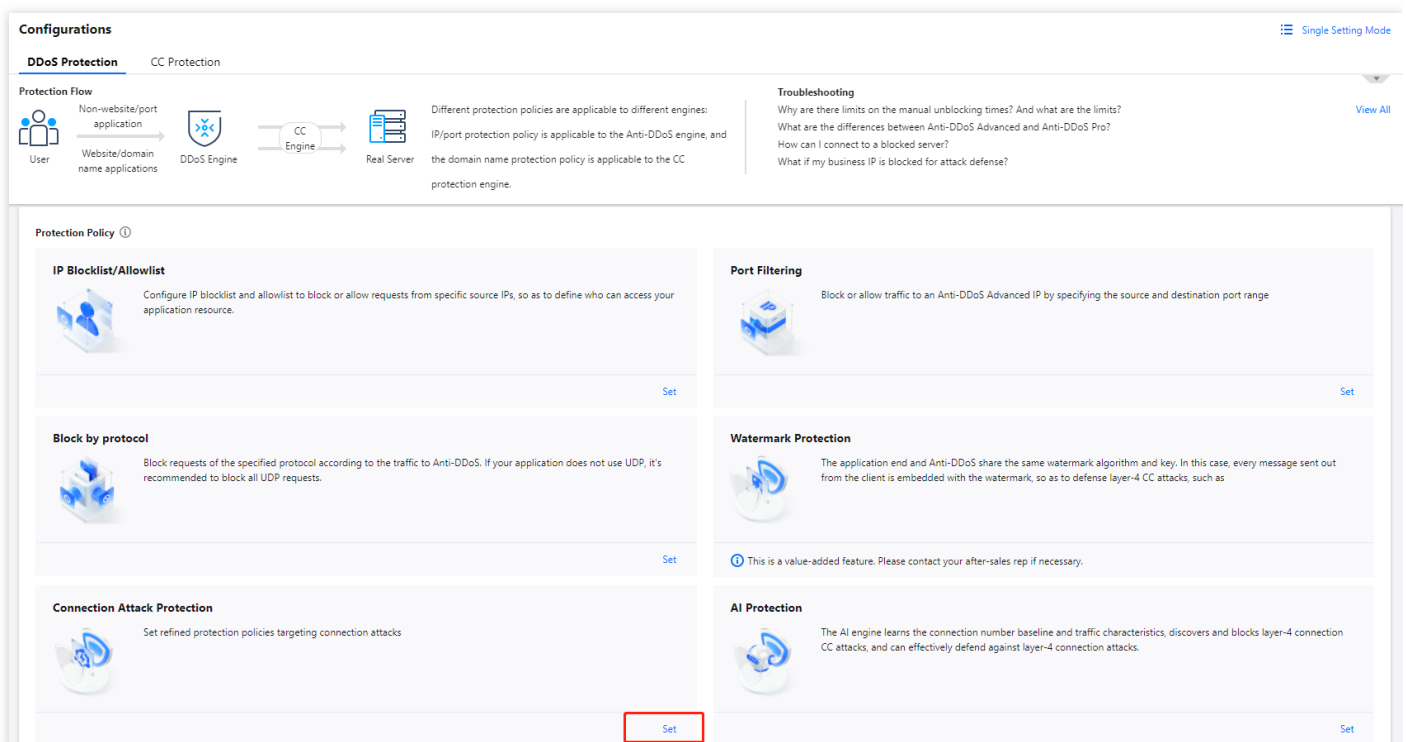 Configurations
Single Setting Mode
DDoS Protection
CC Protection
Protection Flow
Non-website/port
application
Website/domain
name applications
User
DDoS Engine
CC
Engine
Real Server
Different protection policies are applicable to different engines:
IP/port protection policy is applicable to the Anti-DDoS engine, and
the domain name protection policy is applicable to the CC
protection engine.
Troubleshooting
Why are there limits on the manual unblocking times? And what are the limits?
View All
What are the differences between Anti-DDoS Advanced and Anti-DDoS Pro?
How can I connect to a blocked server?
What if my business IP is blocked for attack defense?
Protection Policy
IP Blocklist/Allowlist
Configure IP blocklist and allowlist to block or allow requests from specific source IPs, so as to define who can access your
application resource.
Set
Port Filtering
IP
Block or allow traffic to an Anti-DDoS Advanced IP by specifying the source and destination port range
Set
Block by protocol
Block requests of the specified protocol according to the traffic to Anti-DDoS. If your application does not use UDP, it's
recommended to block all UDP requests.
Set
Watermark Protection
The application end and Anti-DDoS share the same watermark algorithm and key. In this case, every message sent out
from the client is embedded with the watermark, so as to defense layer-4 CC attacks, such as
This is a value-added feature. Please contact your after-sales rep if necessary.
Connection Attack Protection
Set refined protection policies targeting connection attacks
Set
AI Protection
The AI engine learns the connection number baseline and traffic characteristics, discovers and blocks layer-4 connection
CC attacks, and can effectively defend against layer-4 connection attacks.
Set